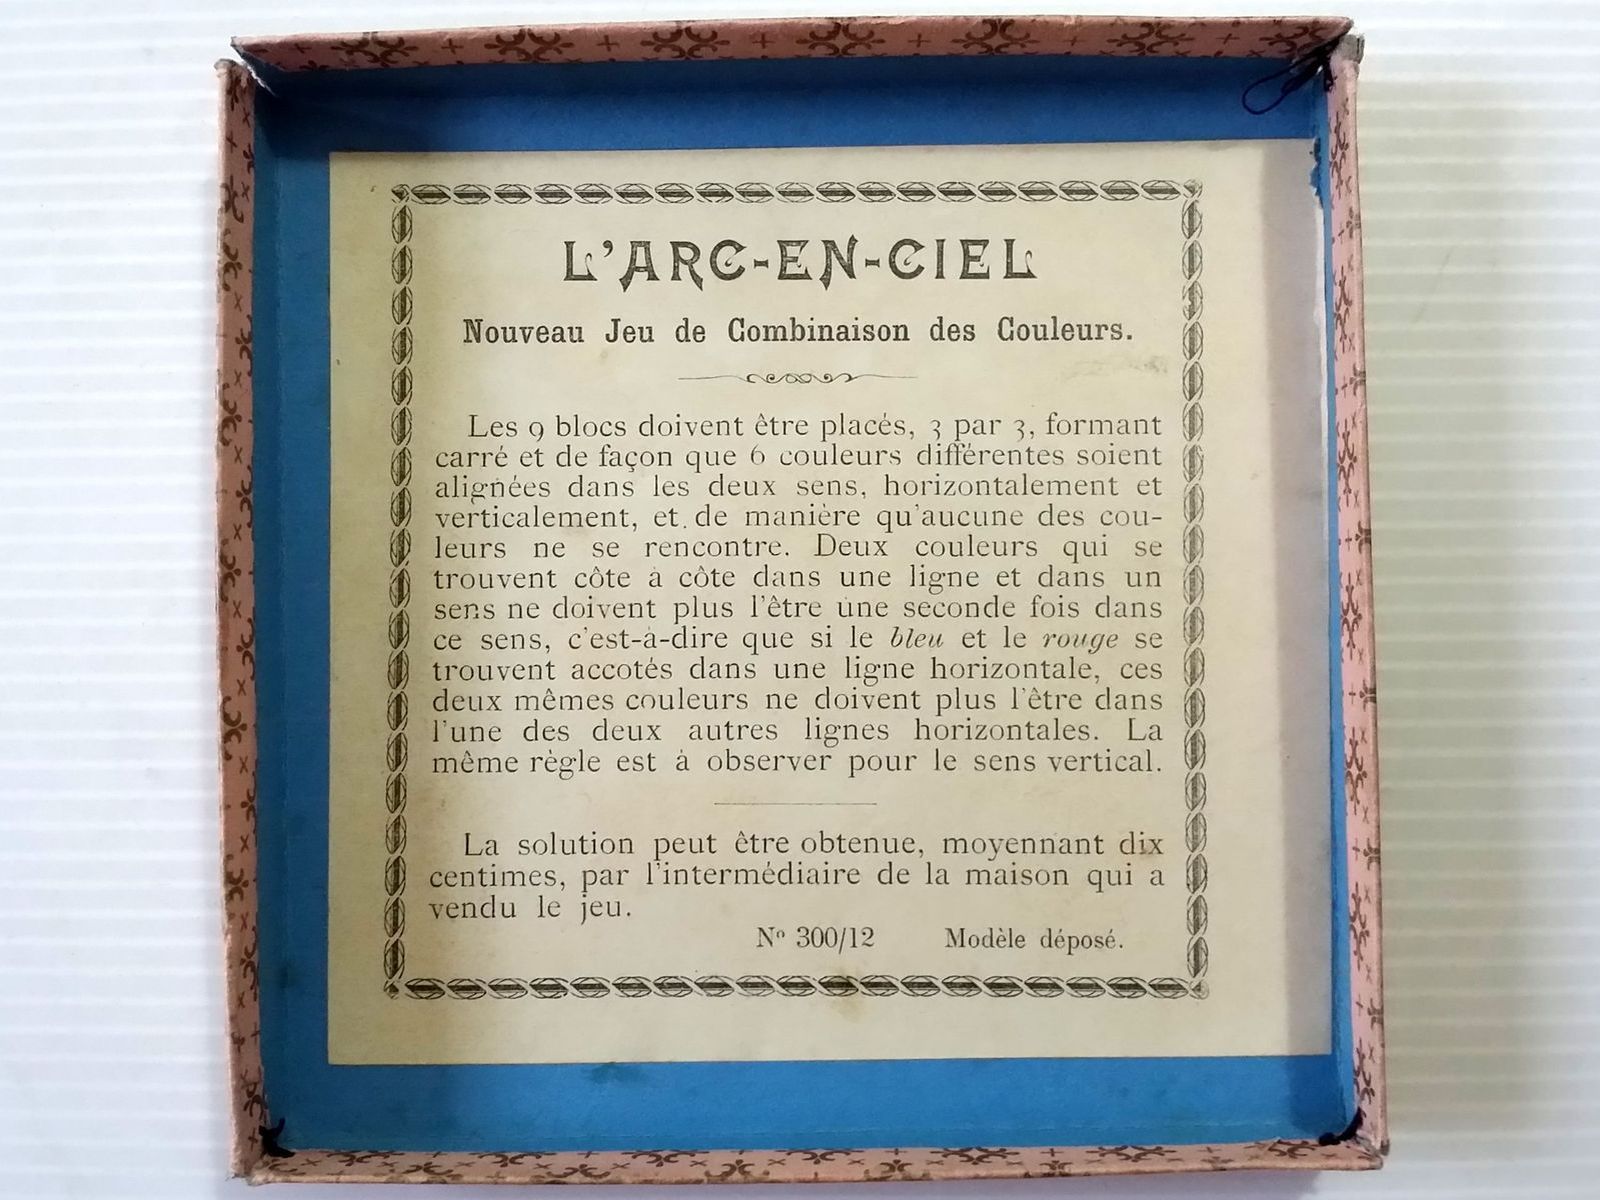 L'ARC-EN-CIEL
Nouveau Jeu de Combinaison des Couleurs.
Les 9 blocs doivent être placés, 3 par 3, formant
carré et de façon que 6 couleurs différentes soient
alignées dans les deux sens, horizontalement et
verticalement, et de manière qu'aucune des cou-
leurs ne se rencontre. Deux couleurs qui se
trouvent côte à côte dans une ligne et dans un
sens ne doivent plus l'être une seconde fois dans
ce sens, c'est-à-dire que si le bleu et le rouge se
trouvent accotés dans une ligne horizontale, ces
deux mêmes couleurs ne doivent plus l'être dans
l'une des deux autres lignes horizontales. La
même règle est à observer pour le sens vertical.
La solution peut être obtenue, moyennant dix
centimes, par l'intermédiaire de la maison qui a
vendu le jeu.
Nº 300/12 Modèle déposé.